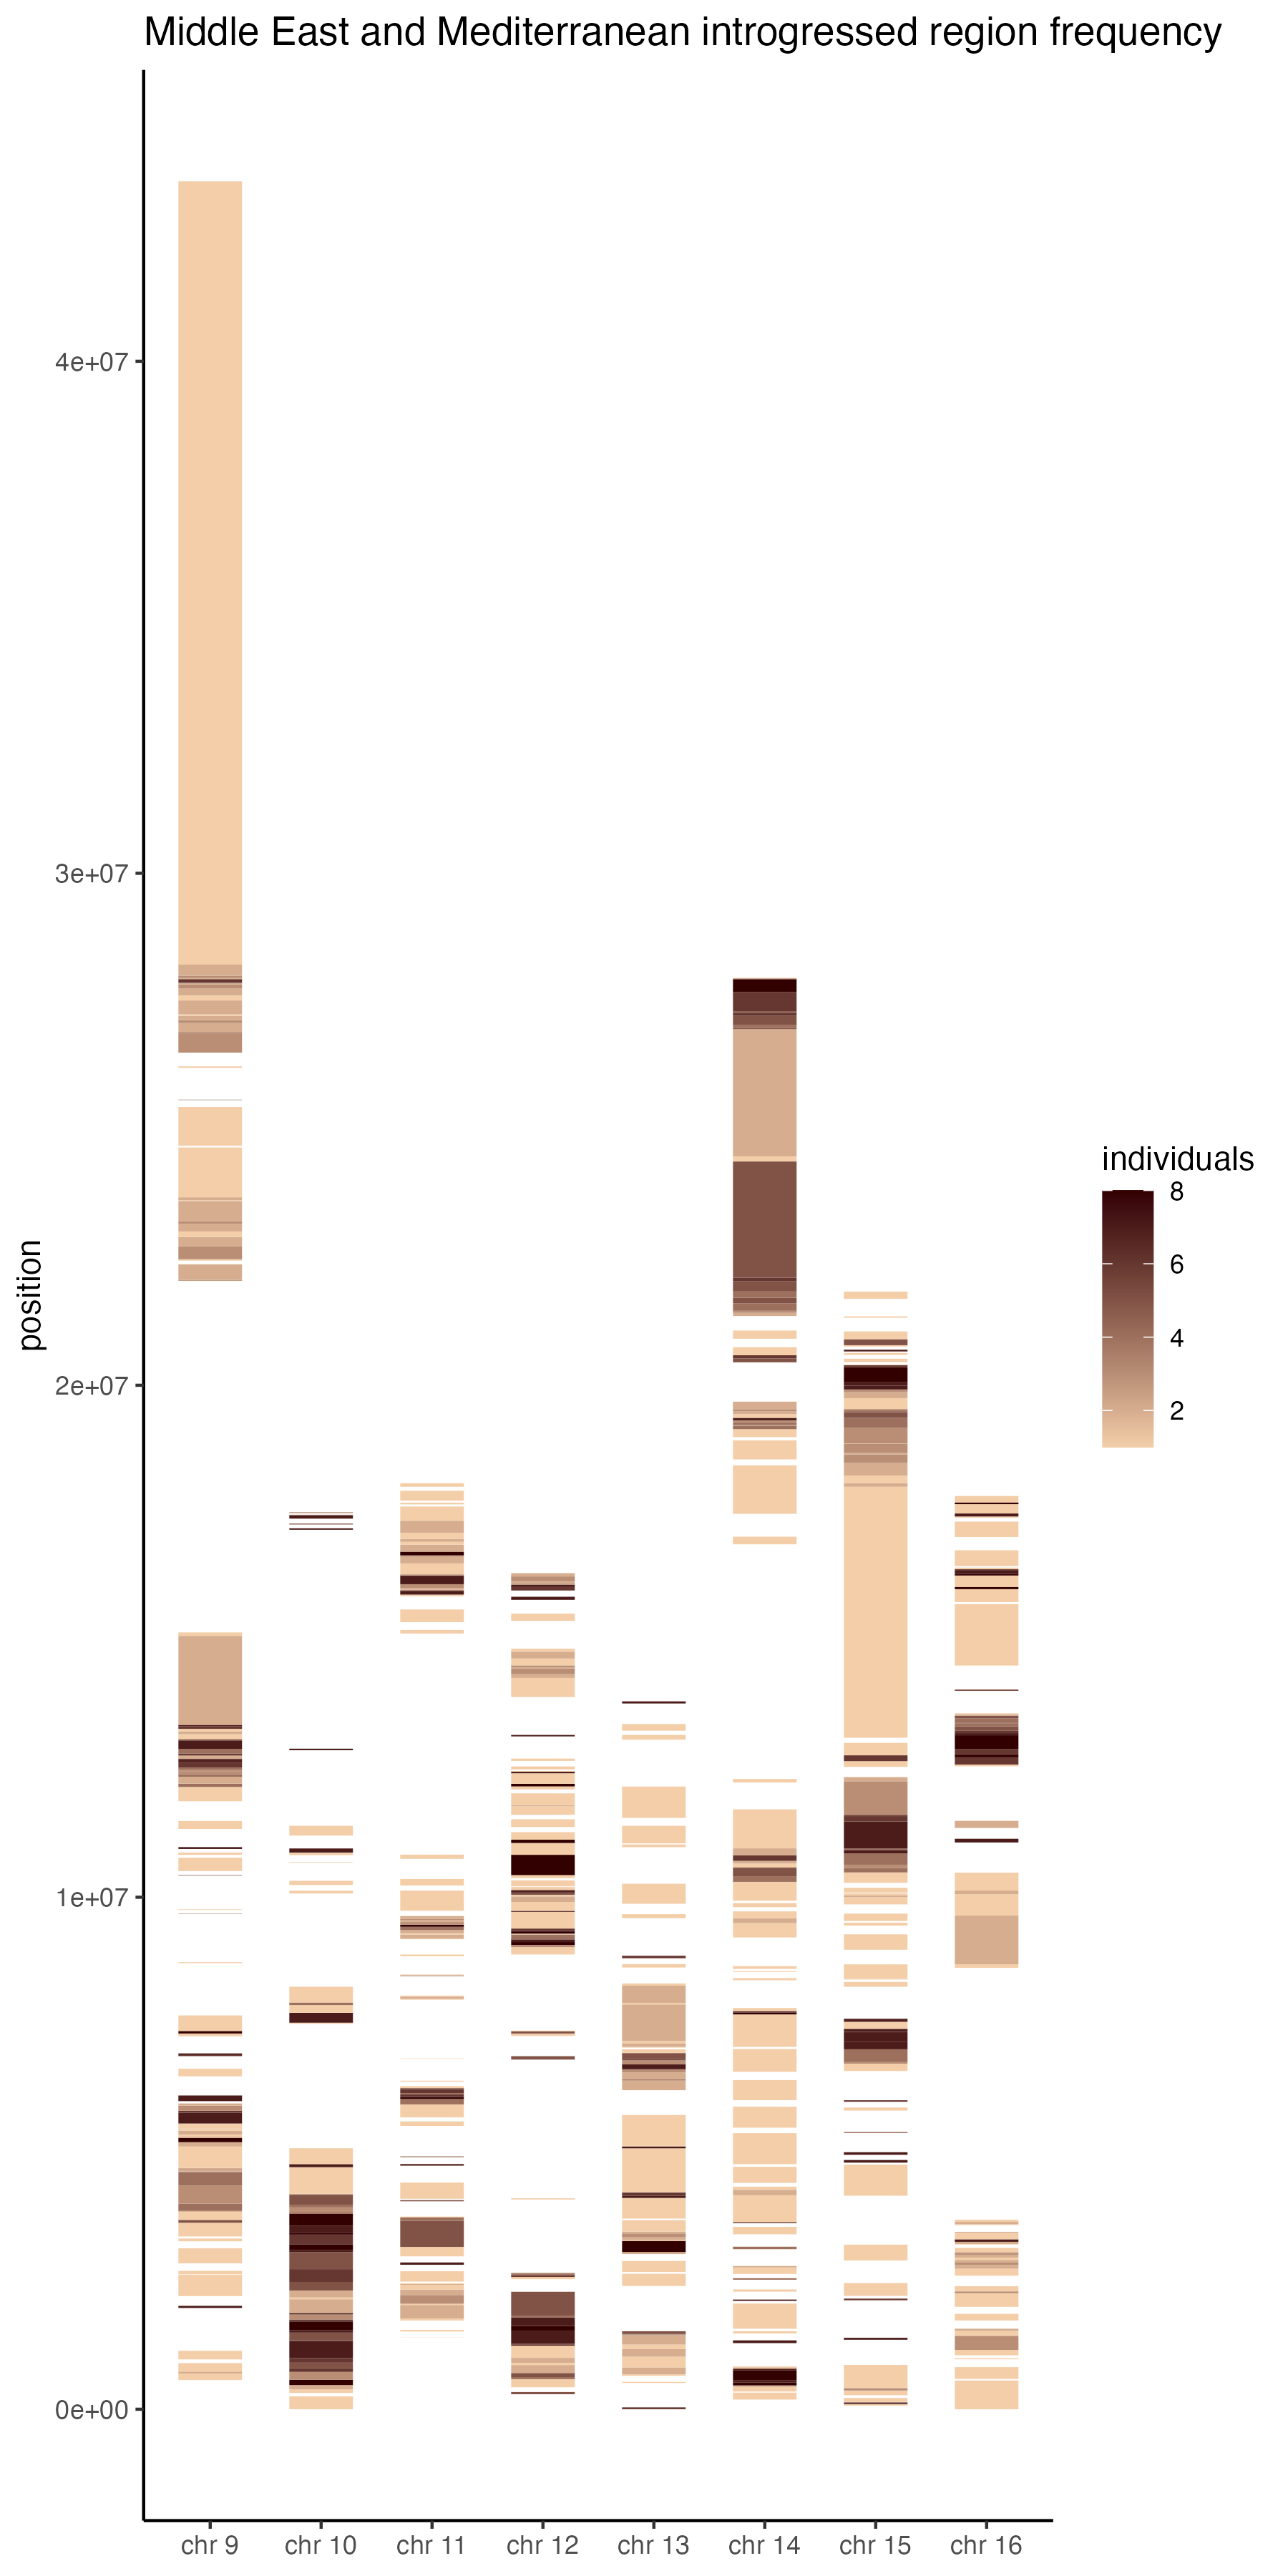 Middle East and Mediterranean introgressed region frequency
4e+07
3e+07
2e+07
1e+07
0e+00
position
chr 9
chr 10
chr 11
chr 12
chr 13
chr 14
chr 15
chr 16
individuals
8
6
4
2